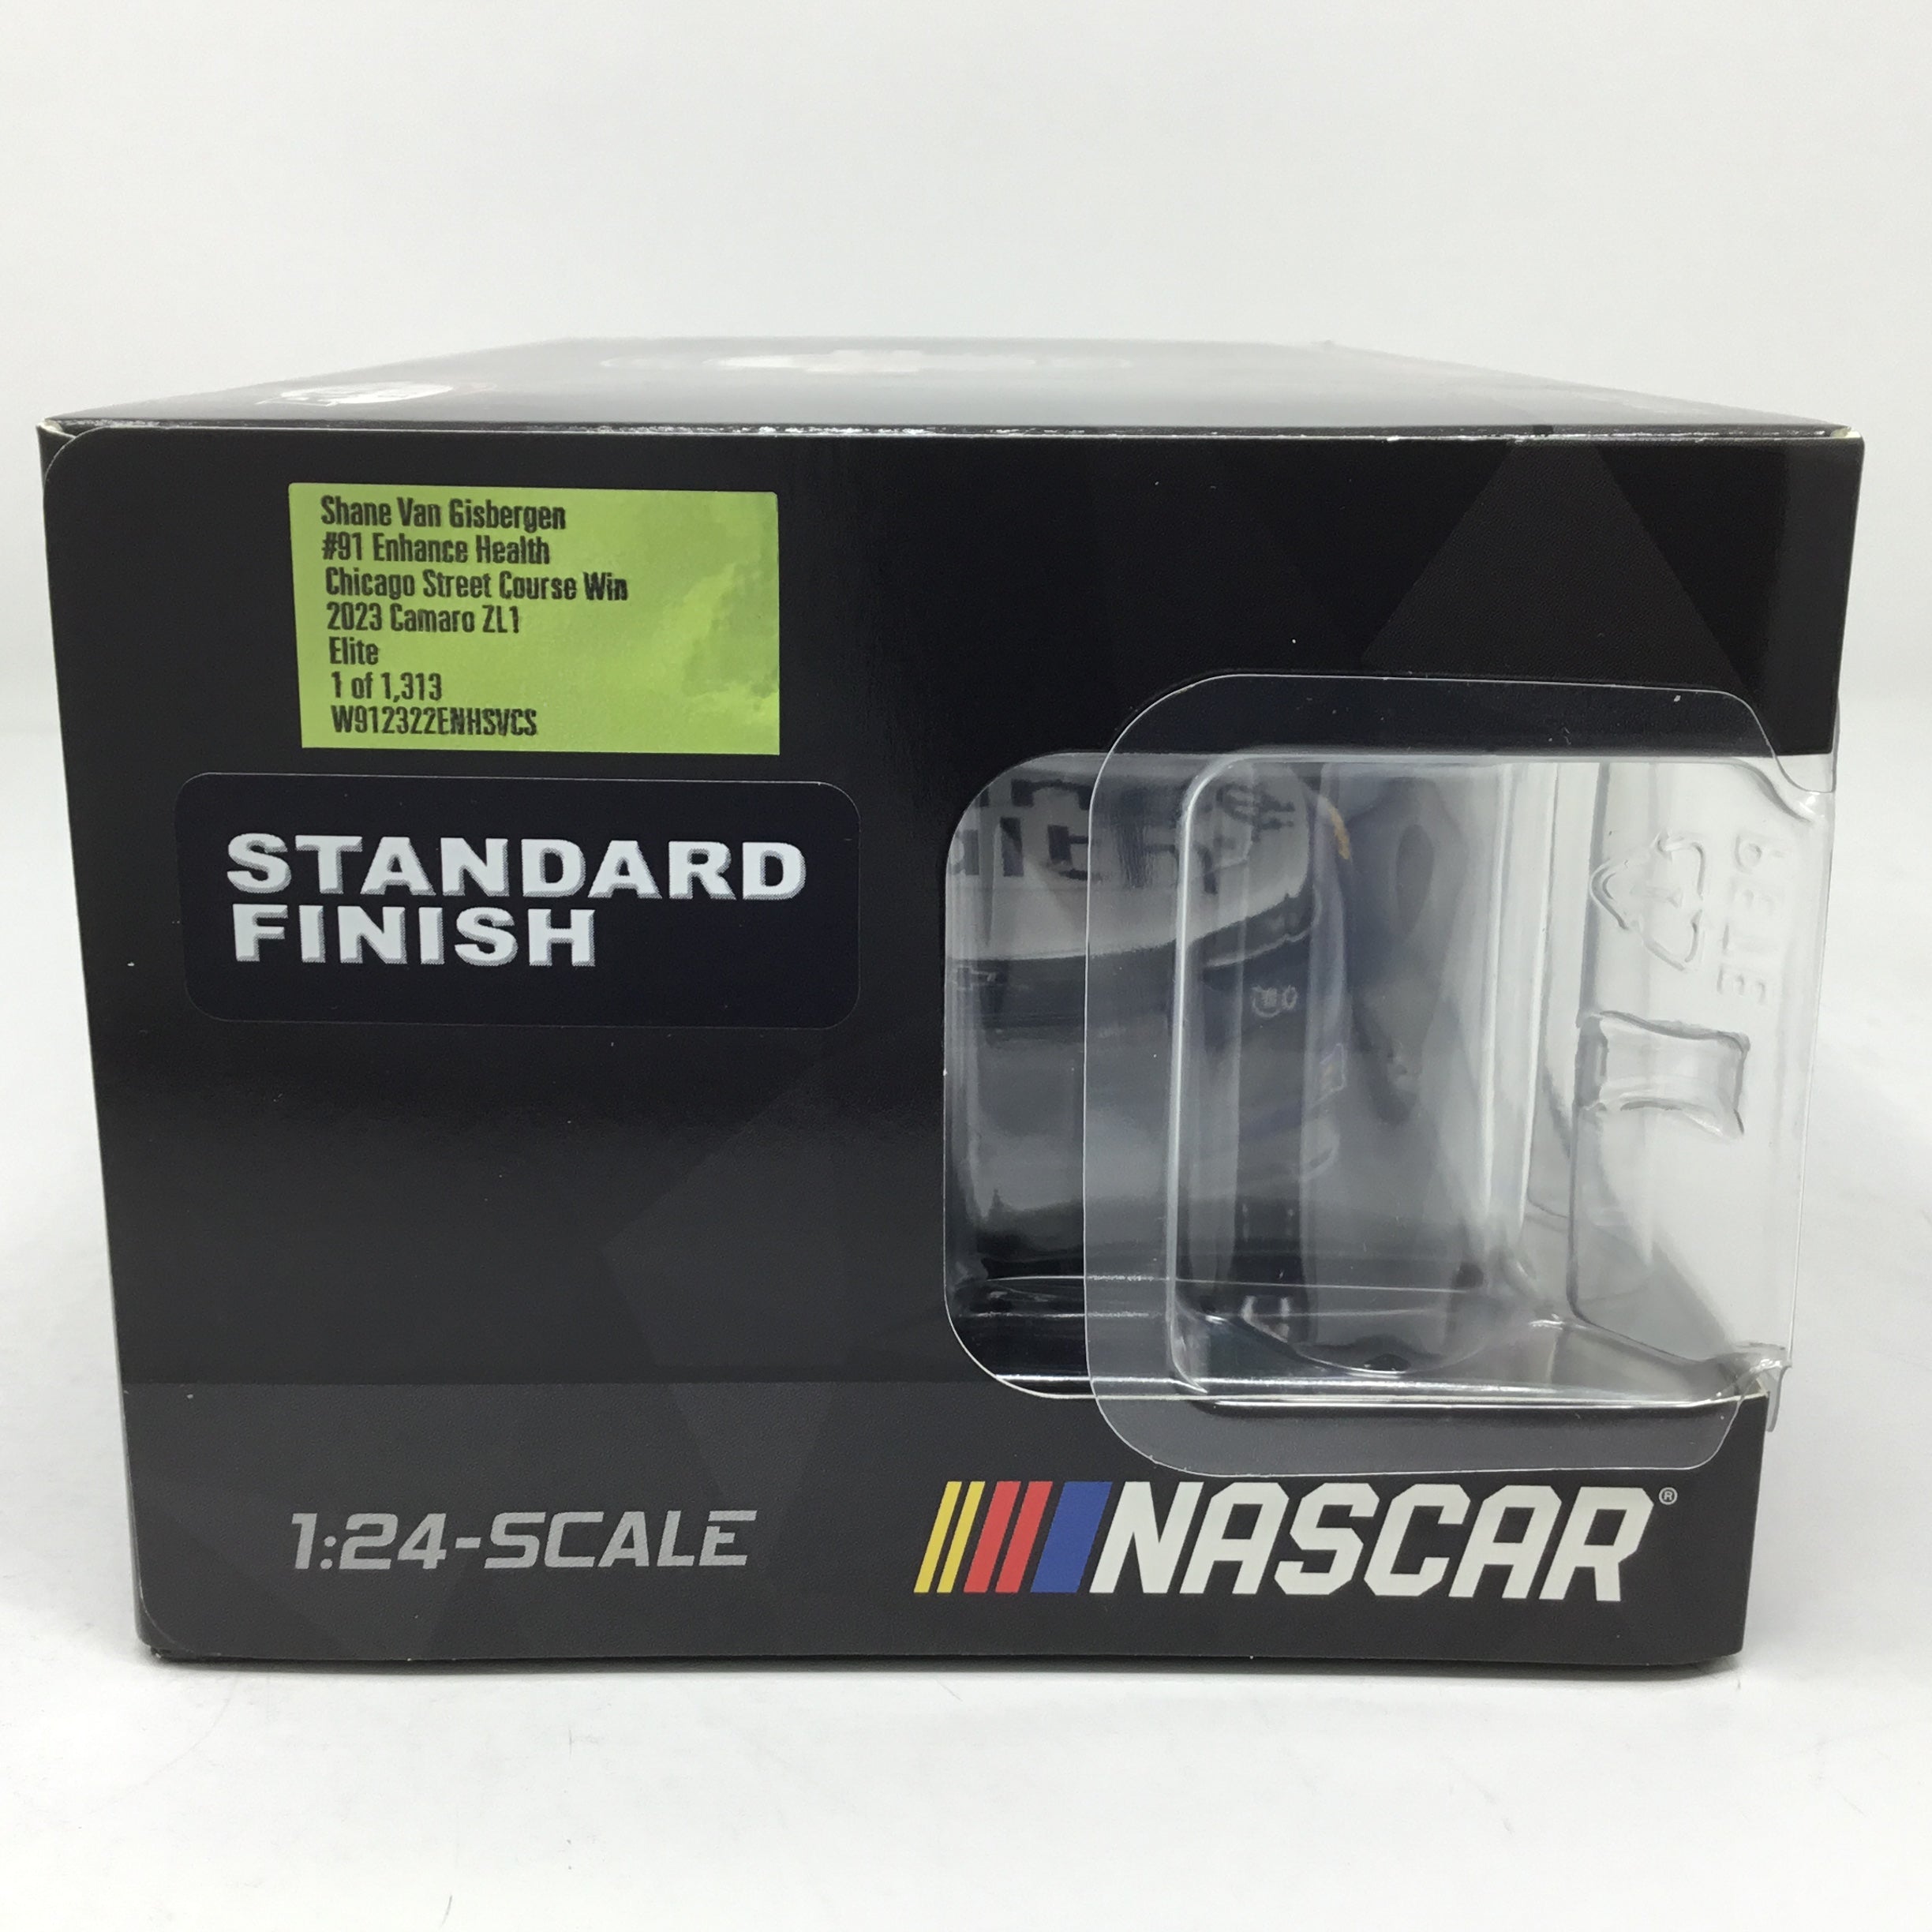 Shane Van Gisbergen
#91 Enhance Health
Chicago Street Course Win
2023 Camaro ZL1
Elite
1 of 1,313
W912322ENHSVCS
STANDARD
FINISH
PETE
1:24-SCALE
NASCAR®